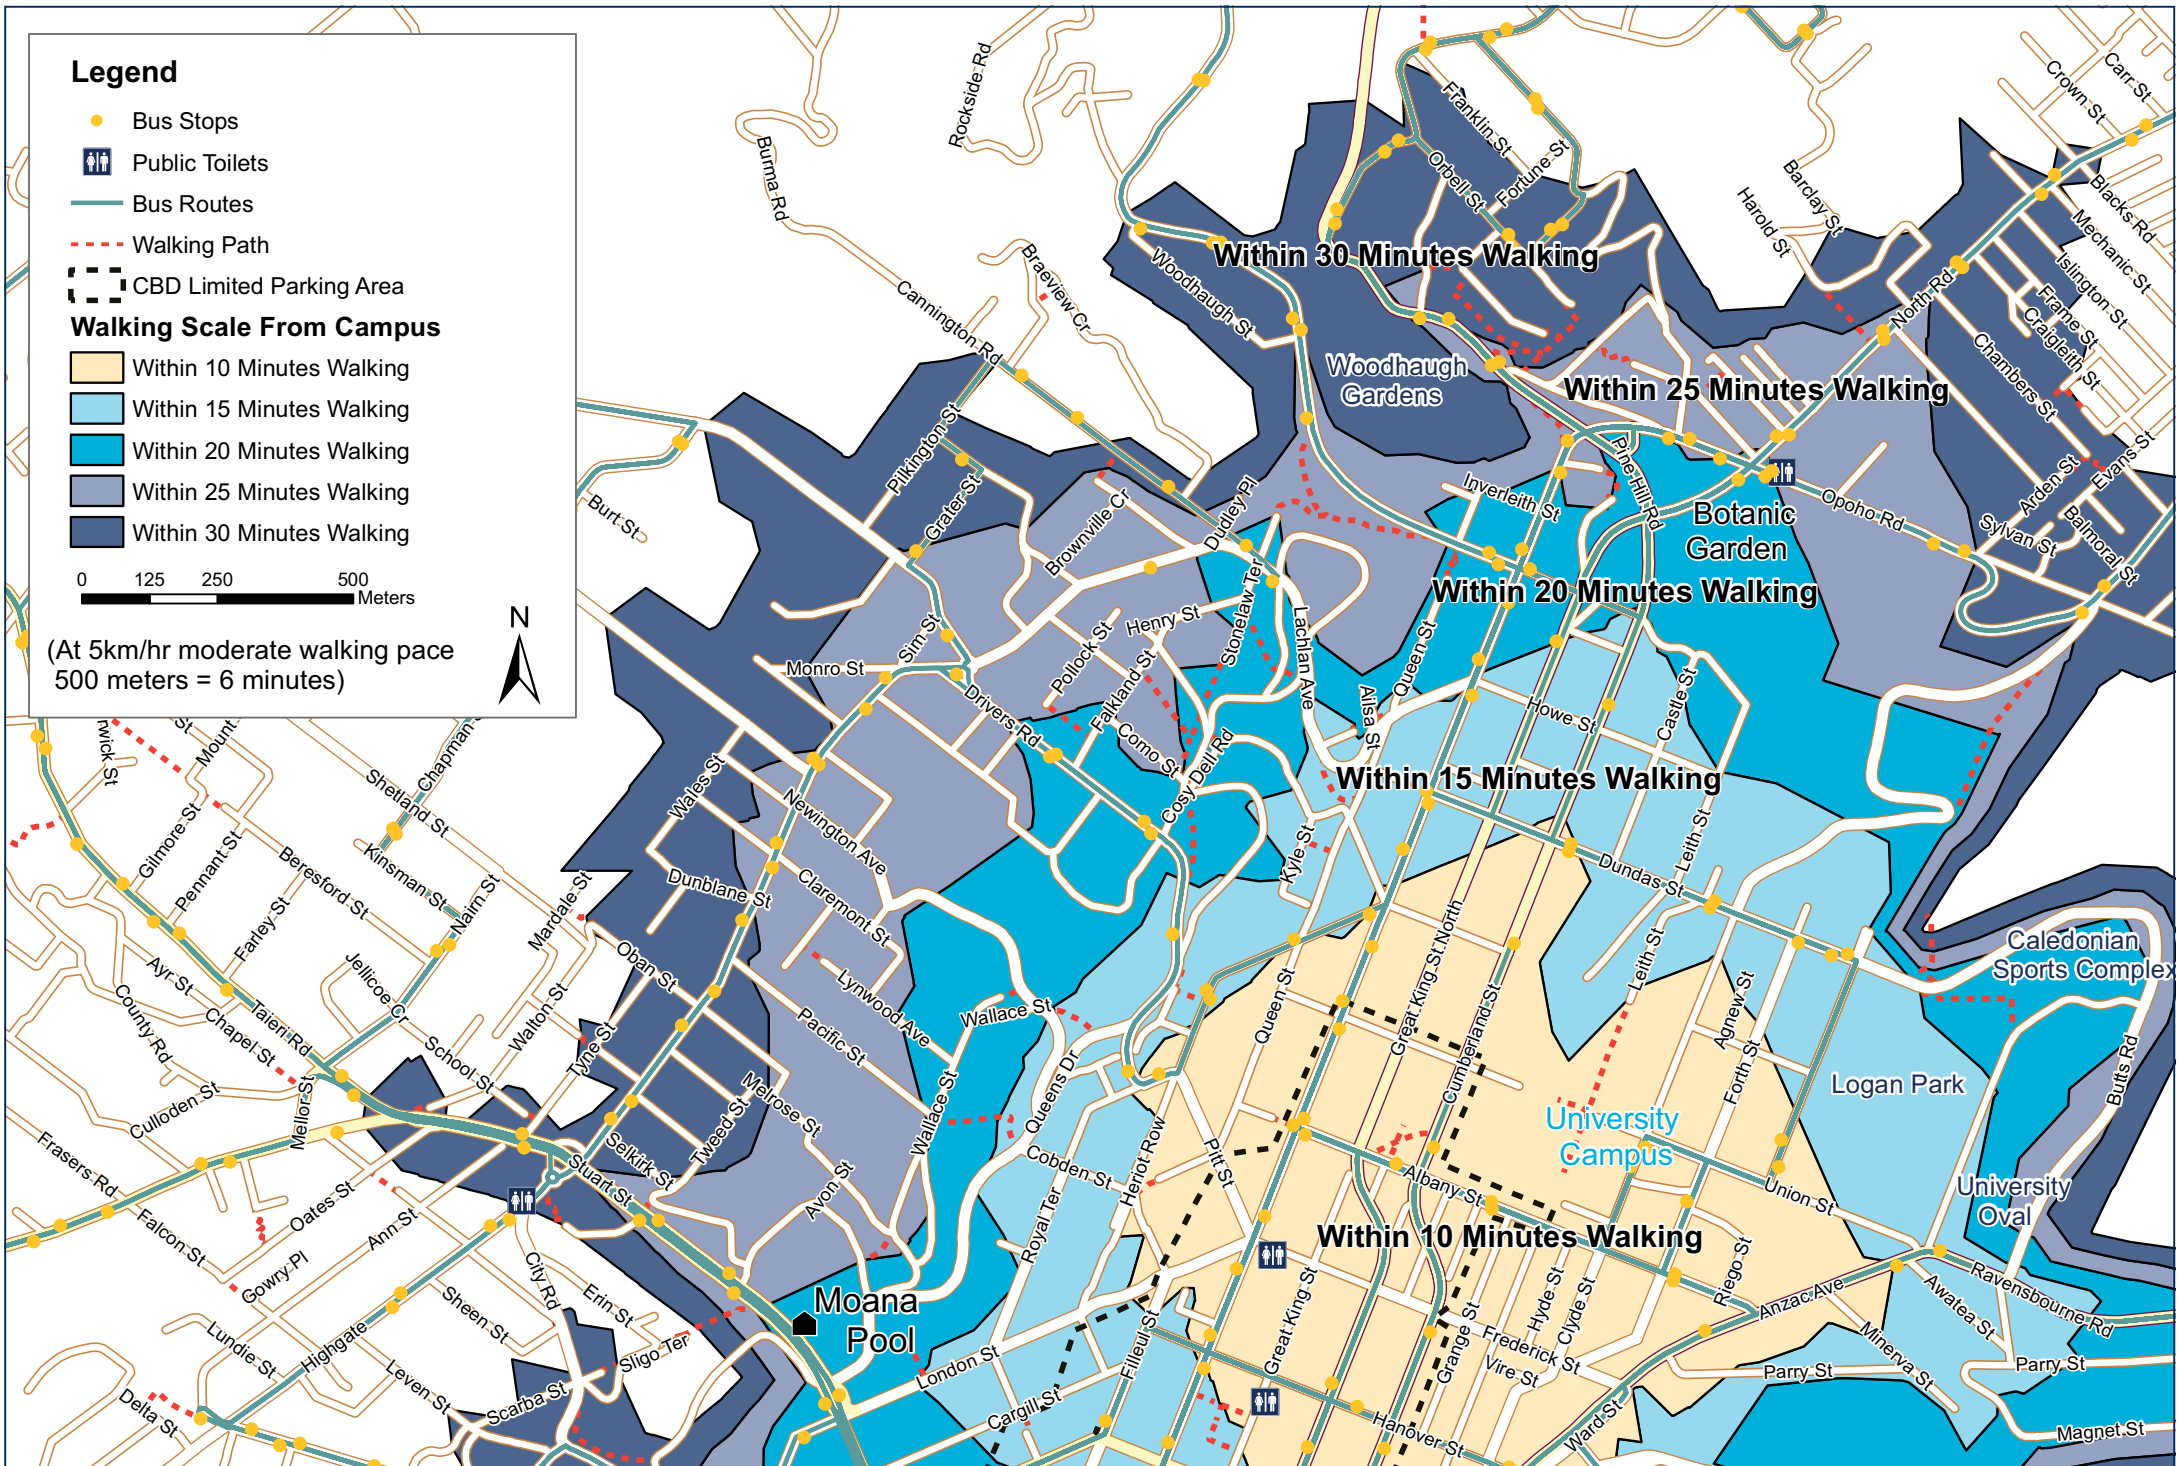 Legend
Bus Stops
Public Toilets
Bus Routes
Walking Path
CBD Limited Parking Area
Walking Scale From Campus
Within 10 Minutes Walking
Within 15 Minutes Walking
Within 20 Minutes Walking
Within 25 Minutes Walking
Within 30 Minutes Walking
0 125 250 500
Meters
N
(At 5km/hr moderate walking pace
500 meters = 6 minutes)
Rockside Rd
Burma Rd
Braeview Cr
Cannington Rd
Woodhaugh St
Within 30 Minutes Walking
Franklin St
Orbell St
Fortune St
Harold St
Barclay St
Crown St
Carr St
Blacks Rd
Mechanic St
Islington St
Frame St
Craigleith St
North Rd
Chambers St
Evans St
Arden St
Balmoral St
Sylvan St
Opoho Rd
Woodhaugh
Gardens
Within 25 Minutes Walking
Pine Hill Rd
Inverleith St
Botanic
Garden
Within 20 Minutes Walking
Pilkington St
Grater St
Brownville Cr
Dudley Pl
Burt St
Stonelaw Ter
Henry St
Pollock St
Falkland St
Como St
Lachlan Ave
Queen St
Ailsa St
Howe St
Castle St
Monro St
Sim St
Drivers Rd
Cosy Dell Rd
Within 15 Minutes Walking
Kyle St
Leith St
Dundas St
Leith St
Wales St
Newington Ave
Dunblane St
Claremont St
Lynwood Ave
Pacific St
Wallace St
Wallace St
Queens Dr
rwick St
St
Mount
Chapman
Shetland St
Gilmore St
Pennant St
Beresford St
Kinsman St
Nairn St
Farley St
Mardale St
Oban St
Ayr St
County Rd
Chapel St
Taieri Rd
Jellicoe Cr
School St
Walton St
Tyne St
Culloden St
Mellor St
Melrose St
Tweed St
Selkirk St
Stuart St
Avon St
Frasers Rd
Falcon St
Oates St
Ann St
Gowry Pl
City Rd
Erin St
Sheen St
Highgate
Lundie St
Leven St
Sligo Ter
Scarba St
Delta St
Moana
Pool
London St
Cargill St
Filleul St
Royal Ter
Cobden St
Heriot Row
Pitt St
Queen St
Great King St North
Cumberland St
Agnew St
Forth St
University
Campus
Logan Park
Caledonian
Sports Complex
Butts Rd
University
Oval
Union St
Albany St
Within 10 Minutes Walking
Great King St
Grange St
Hyde St
Clyde St
Riego St
Anzac Ave
Frederick St
Vire St
Hanover St
Ward St
Minerva St
Awatea St
Ravensbourne Rd
Parry St
Parry St
Magnet St